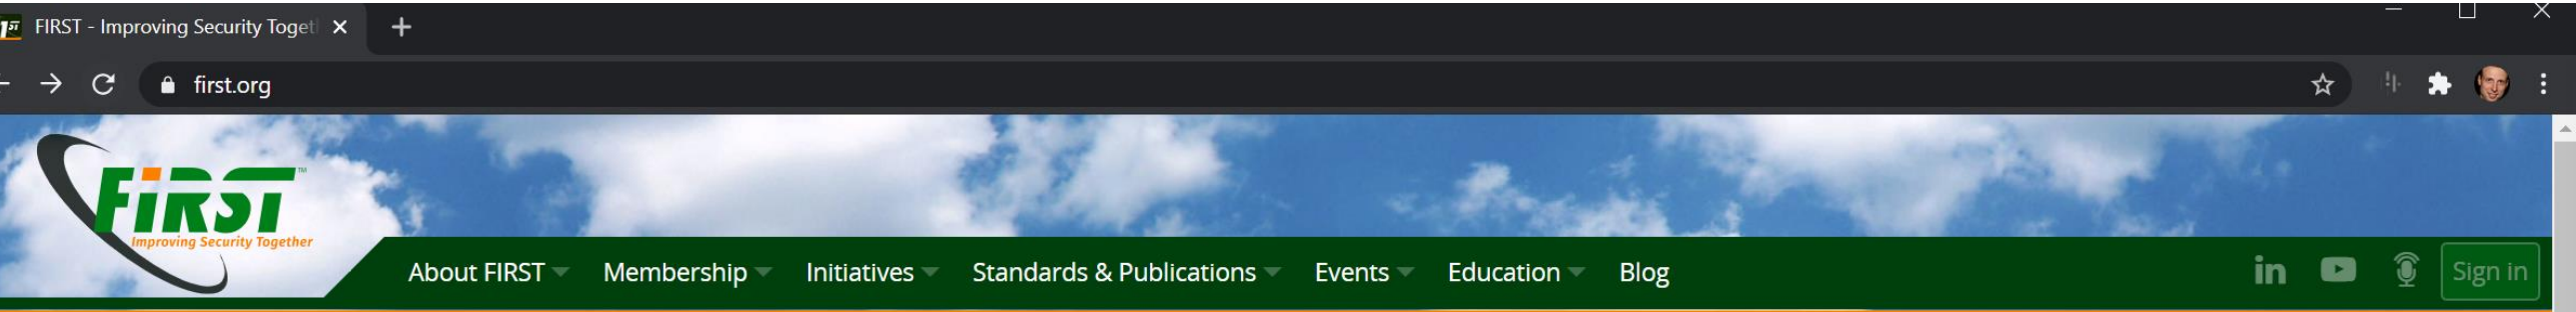 FIRST - Improving Security Toget
first.org
FiRST™
Improving Security Together
About FIRST Membership Initiatives Standards & Publications Events Education Blog in Sign in